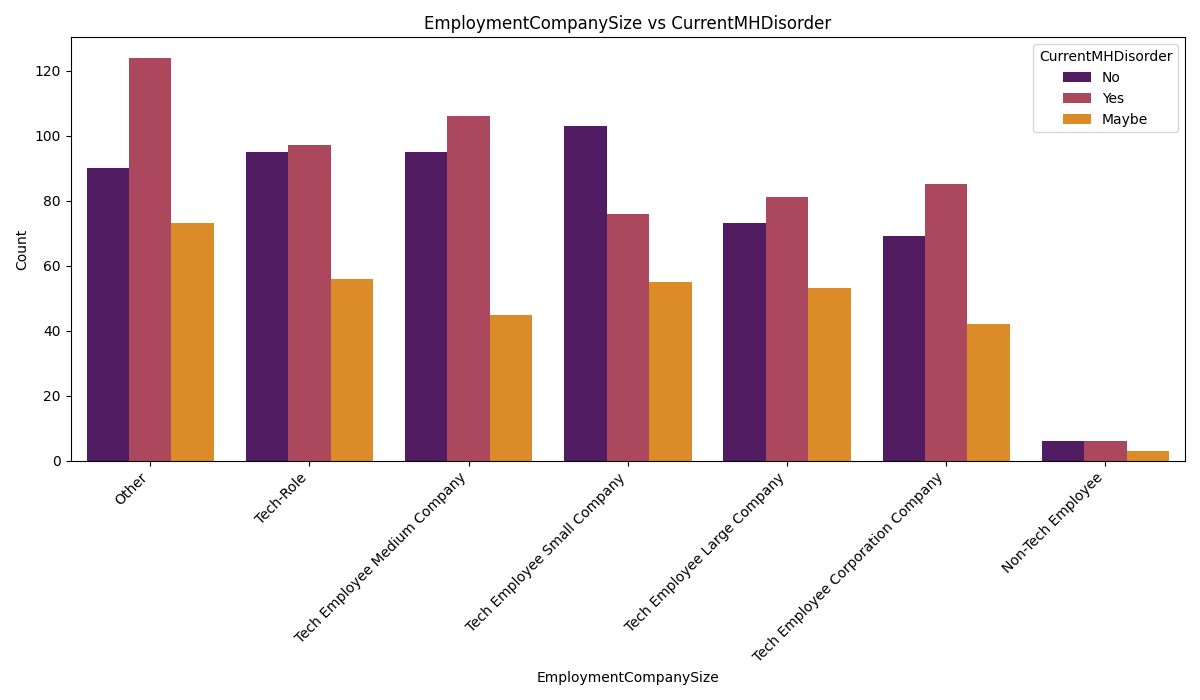 EmploymentCompanySize vs CurrentMHDisorder
CurrentMHDisorder
No
Yes
Maybe
Count
120
100
80
60
40
20
0
Other
Tech-Role
Tech Employee Medium Company
Tech Employee Small Company
Tech Employee Large Company
Tech Employee Corporation Company
Non-Tech Employee
EmploymentCompanySize